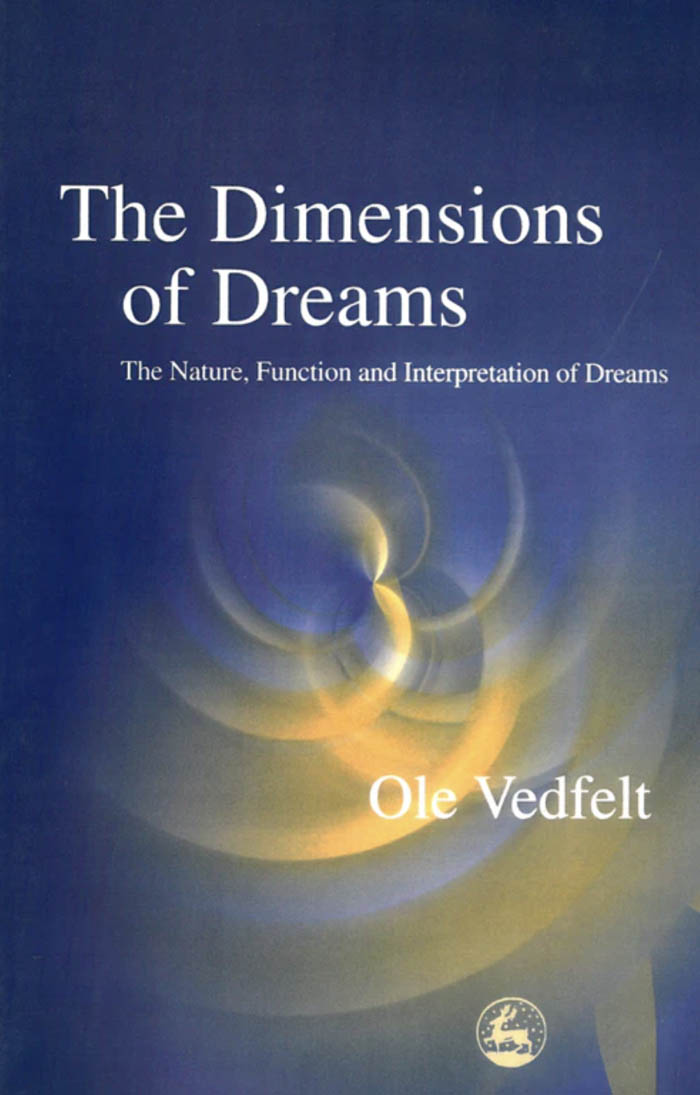 The Dimensions
of Dreams
The Nature, Function and Interpretation of Dreams
Ole Vedfelt